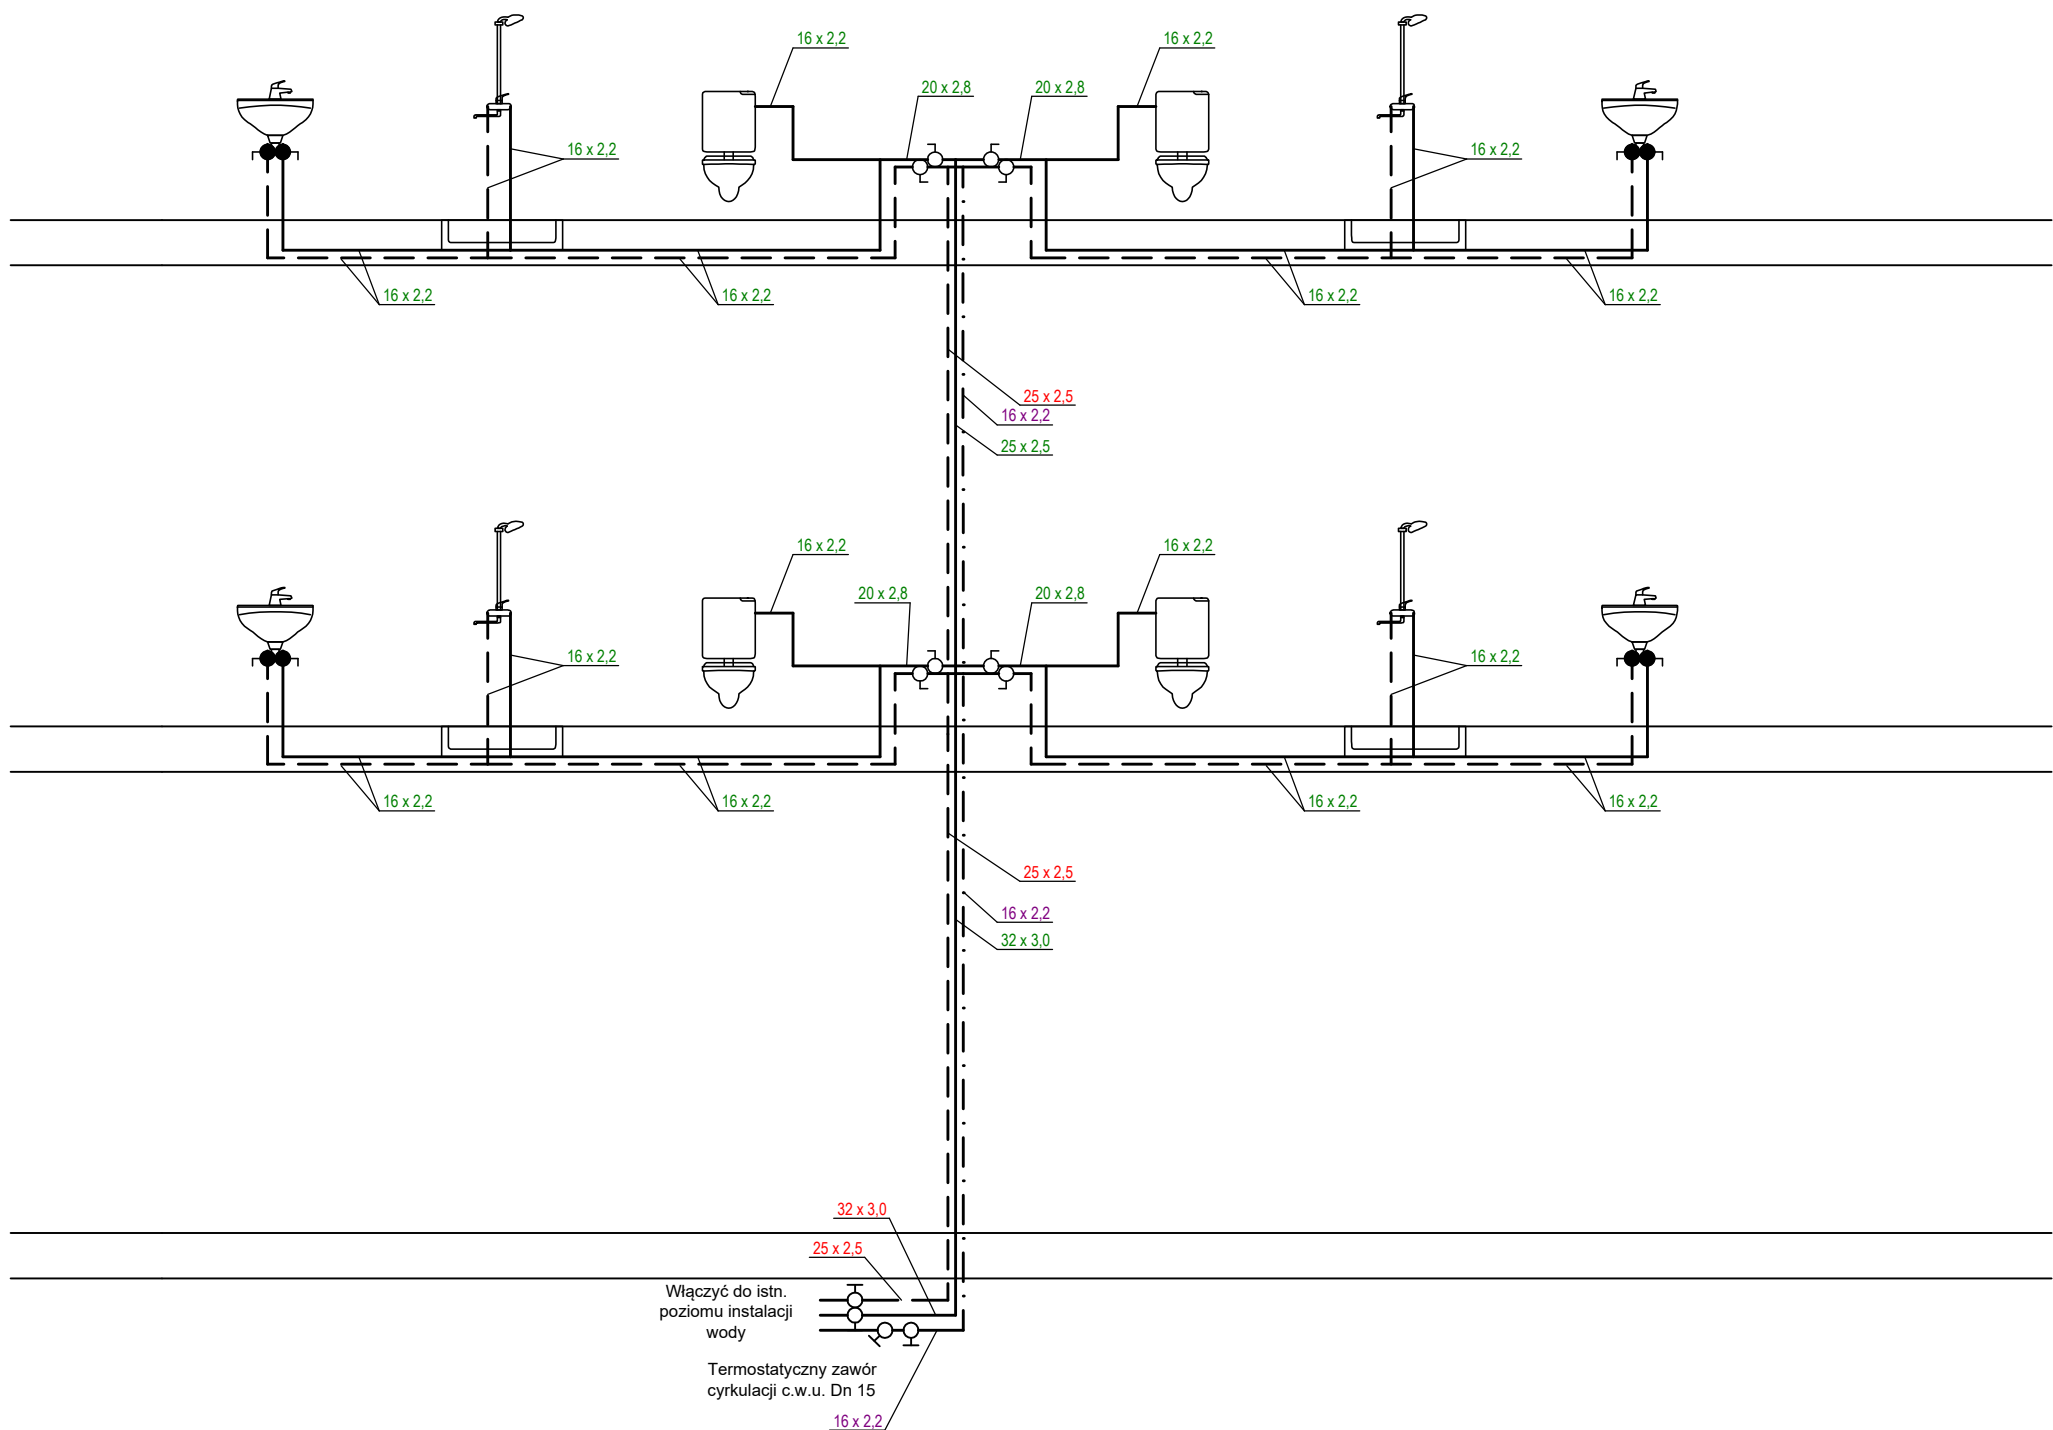 16 x 2,2
16 x 2,2
20 x 2,8
20 x 2,8
16 x 2,2
16 x 2,2
16 x 2,2
16 x 2,2
16 x 2,2
16 x 2,2
25 x 2,5
16 x 2,2
25 x 2,5
16 x 2,2
16 x 2,2
20 x 2,8
20 x 2,8
16 x 2,2
16 x 2,2
16 x 2,2
16 x 2,2
16 x 2,2
16 x 2,2
25 x 2,5
16 x 2,2
32 x 3,0
32 x 3,0
25 x 2,5
Włączyć do istn.
poziomu instalacji
wody
Termostatyczny zawór
cyrkulacji c.w.u. Dn 15
16 x 2,2